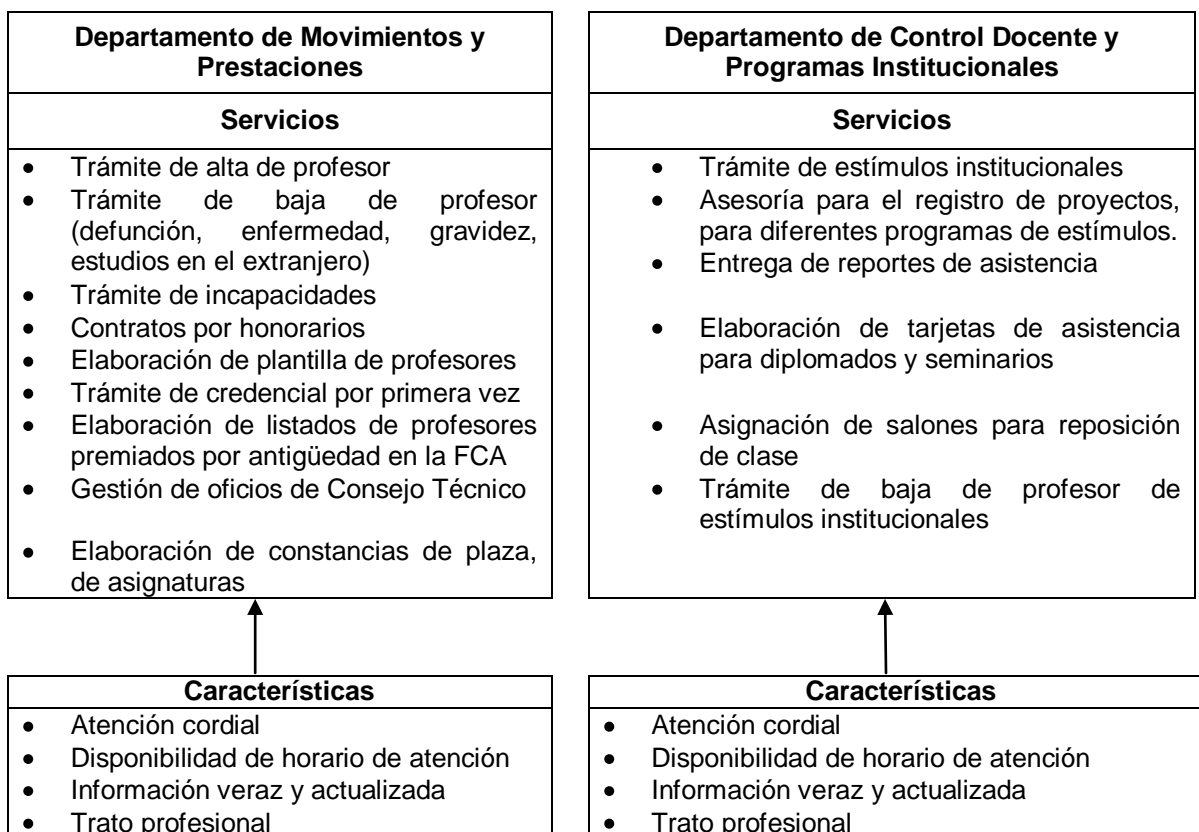 Departamento de Movimientos y
Prestaciones
Servicios
• Trámite de alta de profesor
• Trámite de baja de profesor
(defunción, enfermedad, gravidez,
estudios en el extranjero)
• Trámite de incapacidades
• Contratos por honorarios
• Elaboración de plantilla de profesores
• Trámite de credencial por primera vez
• Elaboración de listados de profesores
premiados por antigüedad en la FCA
• Gestión de oficios de Consejo Técnico
• Elaboración de constancias de plaza,
de asignaturas
Características
• Atención cordial
• Disponibilidad de horario de atención
• Información veraz y actualizada
• Trato profesional
Departamento de Control Docente y
Programas Institucionales
Servicios
• Trámite de estímulos institucionales
• Asesoría para el registro de proyectos,
para diferentes programas de estímulos.
• Entrega de reportes de asistencia
• Elaboración de tarjetas de asistencia
para diplomados y seminarios
• Asignación de salones para reposición
de clase
• Trámite de baja de profesor de
estímulos institucionales
Características
• Atención cordial
• Disponibilidad de horario de atención
• Información veraz y actualizada
• Trato profesional